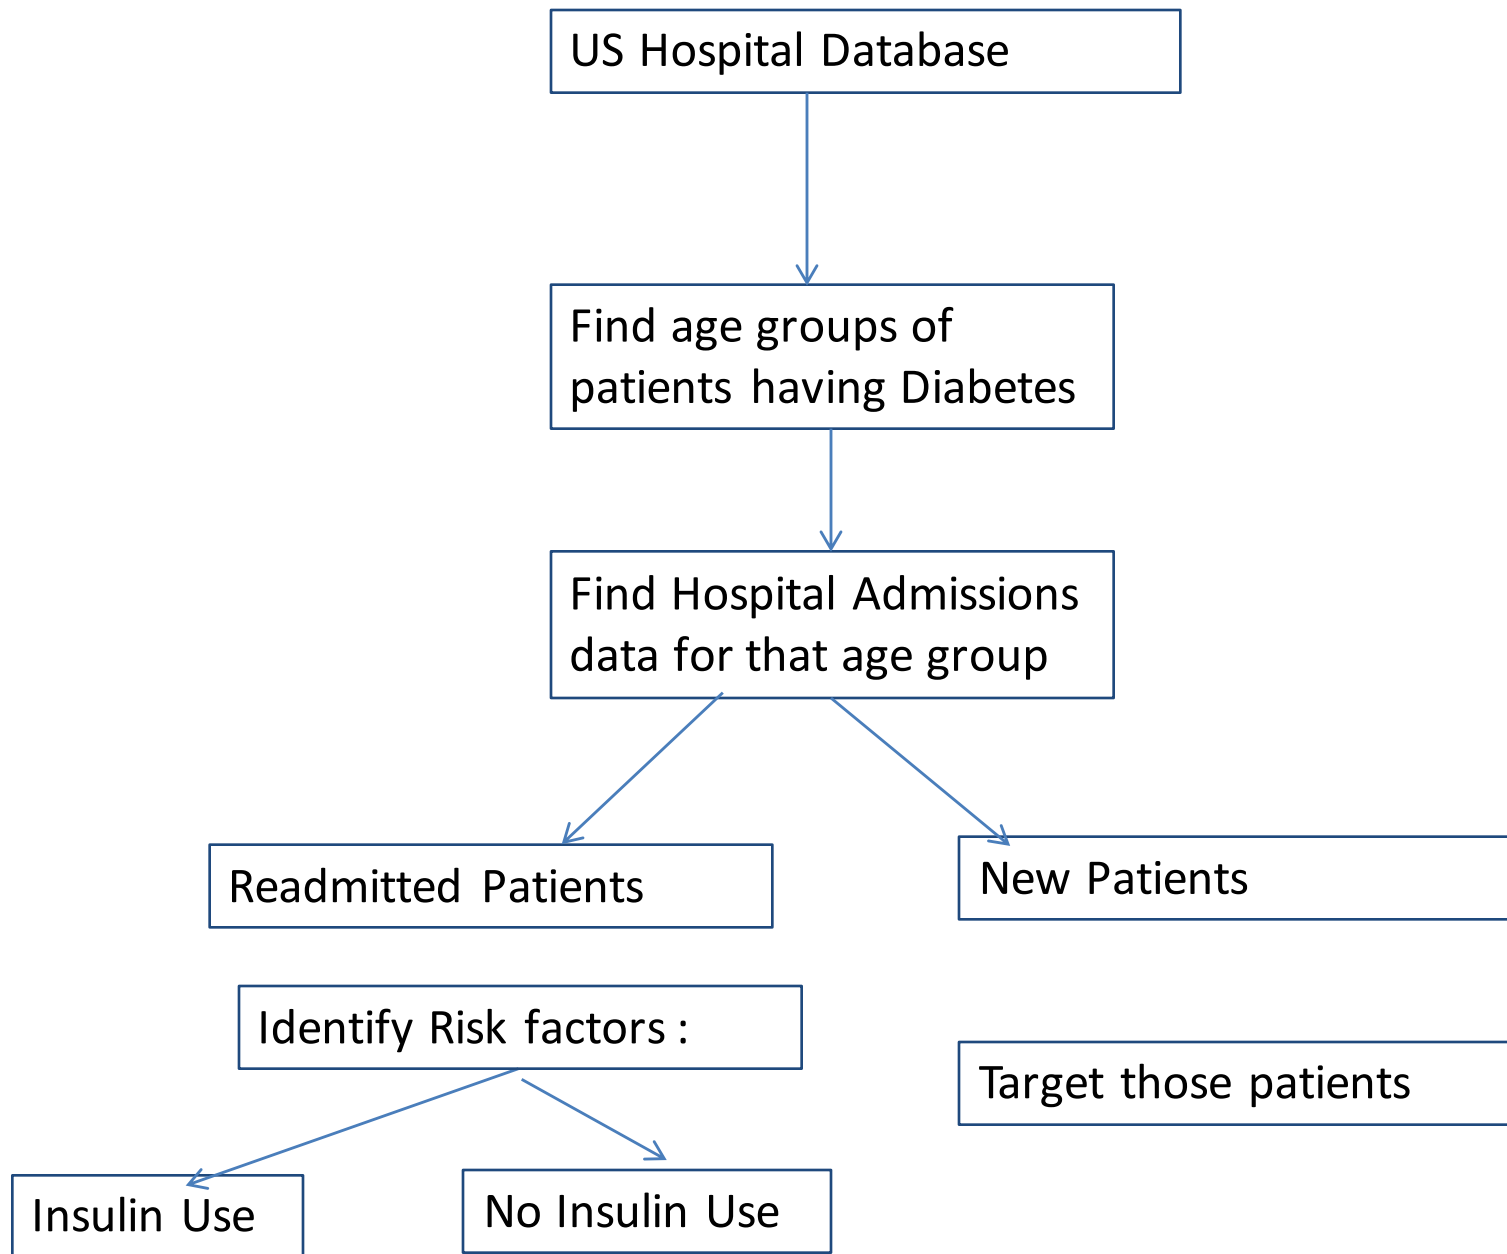 US Hospital Database
Find age groups of
patients having Diabetes
Find Hospital Admissions
data for that age group
Readmitted Patients
New Patients
Identify Risk factors :
Target those patients
Insulin Use
No Insulin Use